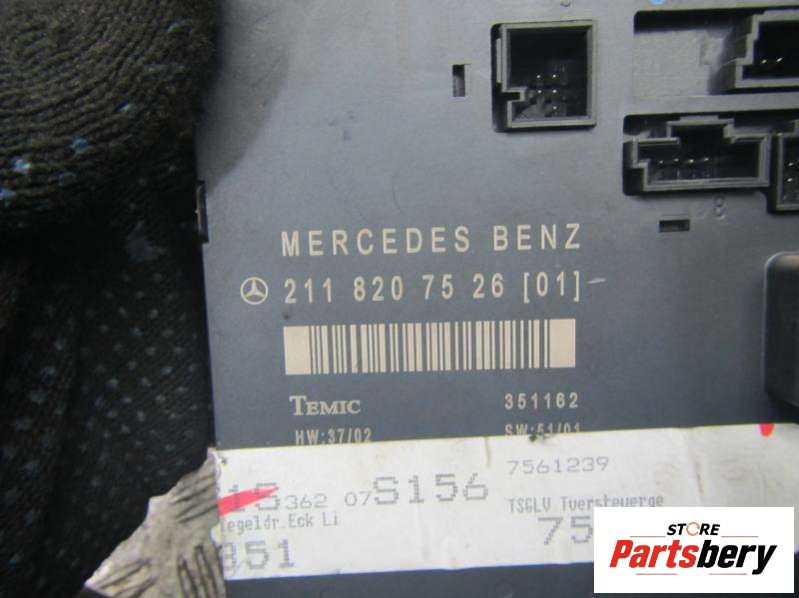 8
MERCEDES BENZ
211 820 75 26 [01]
TEMIC 351162
HW:37/02 SW:51/01
7561239
362 07 S156
TSGLV Tuersteuerge
Eck Li
75
851
STORE
Partsbery